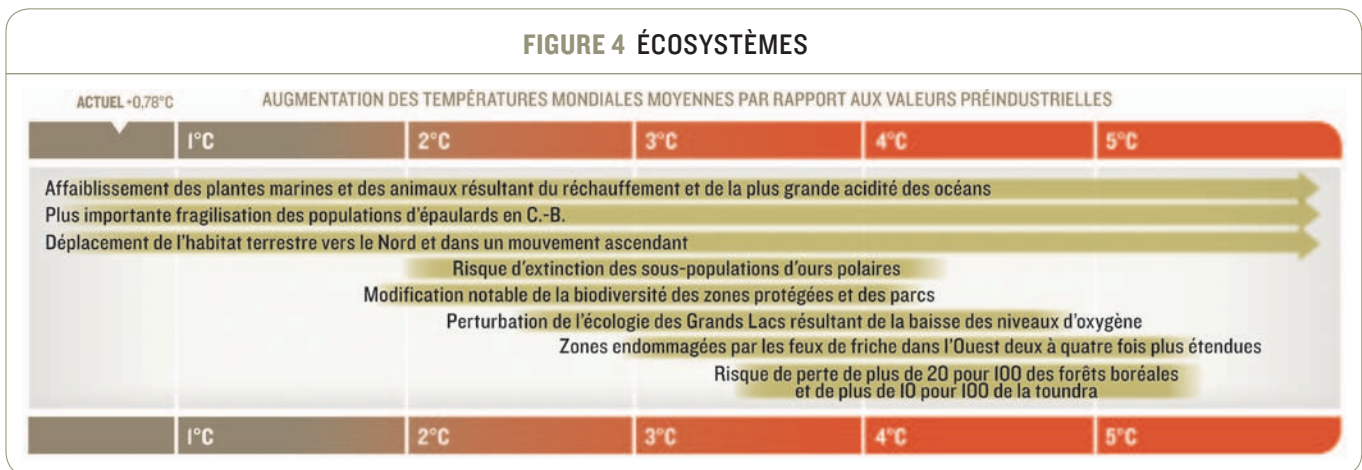 FIGURE 4 ÉCOSYSTÈMES
ACTUEL +0,78°C
AUGMENTATION DES TEMPÉRATURES MONDIALES MOYENNES PAR RAPPORT AUX VALEURS PRÉINDUSTRIELLES
1°C 2°C 3°C 4°C 5°C
Affaiblissement des plantes marines et des animaux résultant du réchauffement et de la plus grande acidité des océans
Plus importante fragilisation des populations d'épaulards en C.-B.
Déplacement de l'habitat terrestre vers le Nord et dans un mouvement ascendant
Risque d'extinction des sous-populations d'ours polaires
Modification notable de la biodiversité des zones protégées et des parcs
Perturbation de l'écologie des Grands Lacs résultant de la baisse des niveaux d'oxygène
Zones endommagées par les feux de friche dans l'Ouest deux à quatre fois plus étendues
Risque de perte de plus de 20 pour 100 des forêts boréales
et de plus de 10 pour 100 de la toundra
1°C 2°C 3°C 4°C 5°C